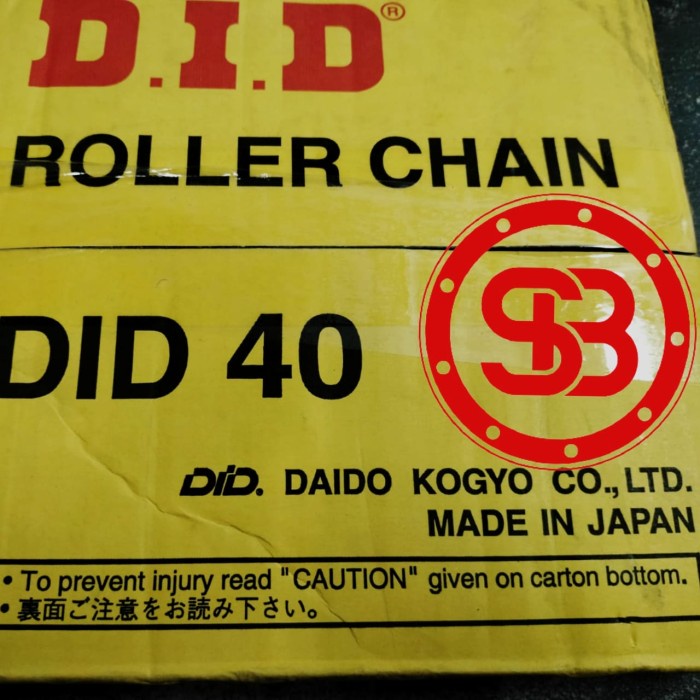 D.I.D®
ROLLER CHAIN
SB
DID 40
DID. DAIDO KOGYO CO., LTD.
MADE IN JAPAN
• To prevent injury read "CAUTION" given on carton bottom.
• 裏面ご注意をお読み下さい。